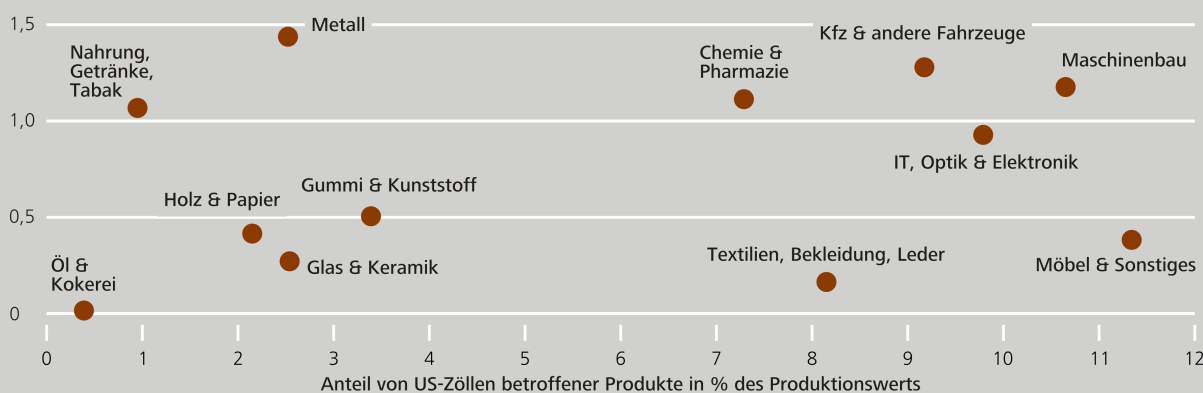 1,5
Metall
Kfz & andere Fahrzeuge
Nahrung,
Getränke,
Tabak
Chemie &
Pharmazie
Maschinenbau
1,0
IT, Optik & Elektronik
Gummi & Kunststoff
Holz & Papier
0,5
Textilien, Bekleidung, Leder
Öl &
Kokerei
Glas & Keramik
Möbel & Sonstiges
0
0 1 2 3 4 5 6 7 8 9 10 11 12
Anteil von US-Zöllen betroffener Produkte in % des Produktionswerts